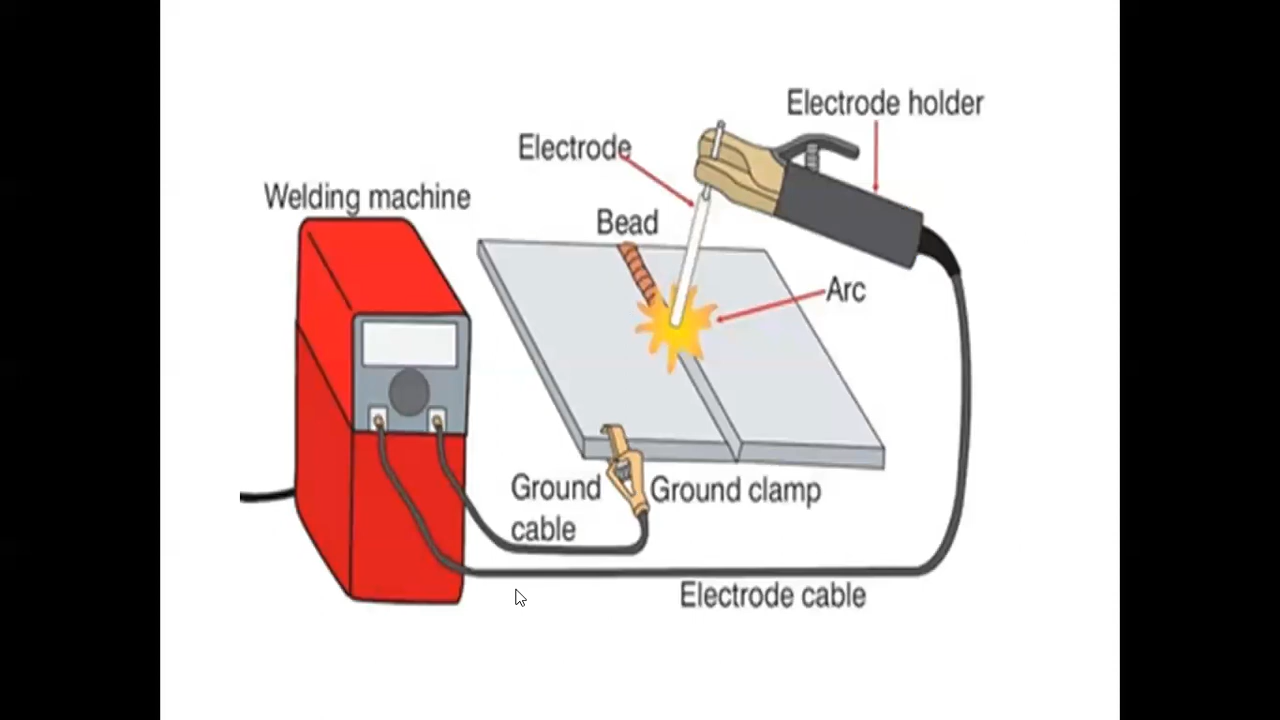 Electrode holder
Electrode
Welding machine
Bead
Arc
Ground
cable
Ground clamp
Electrode cable